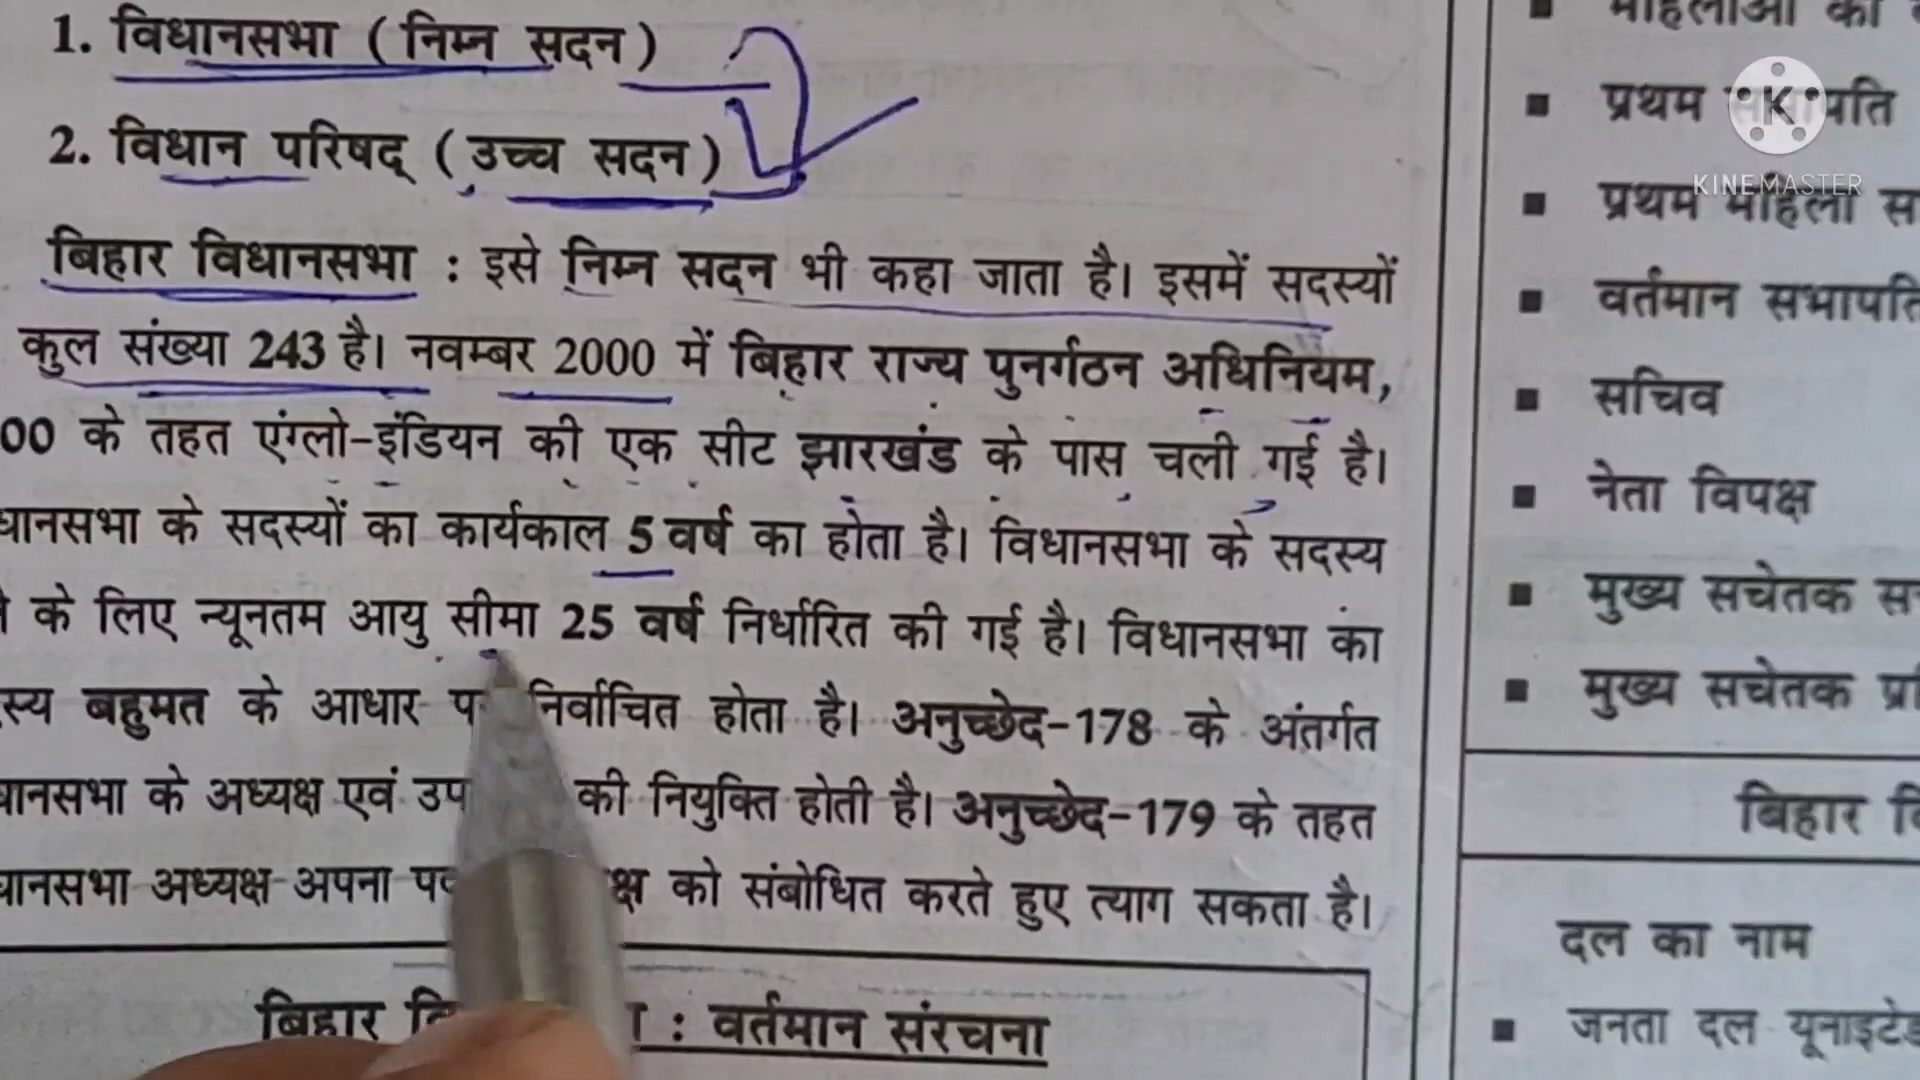 1. विधानसभा ( निम्न सदन )
2. विधान परिषद् ( उच्च सदन )
बिहार विधानसभा : इसे निम्न सदन भी कहा जाता है। इसमें सदस्यों
कुल संख्या 243 है। नवम्बर 2000 में बिहार राज्य पुनर्गठन अधिनियम,
00 के तहत एंग्लो-इंडियन की एक सीट झारखंड के पास चली गई है।
धानसभा के सदस्यों का कार्यकाल 5 वर्ष का होता है। विधानसभा के सदस्य
के लिए न्यूनतम आयु सीमा 25 वर्ष निर्धारित की गई है। विधानसभा का
स्य बहुमत के आधार निर्वाचित होता है। अनुच्छेद-178 के अंतर्गत
धानसभा के अध्यक्ष एवं उप की नियुक्ति होती है। अनुच्छेद-179 के तहत
धानसभा अध्यक्ष अपना को संबोधित करते हुए त्याग सकता है।
बिहार : वर्तमान संरचना
महिलाओं की
प्रथम सभापति
प्रथम महिला स
वर्तमान सभापति
सचिव
नेता विपक्ष
मुख्य सचेतक स
मुख्य सचेतक प्र
बिहार वि
दल का नाम
जनता दल यूनाइटेड
K
KINEMASTER